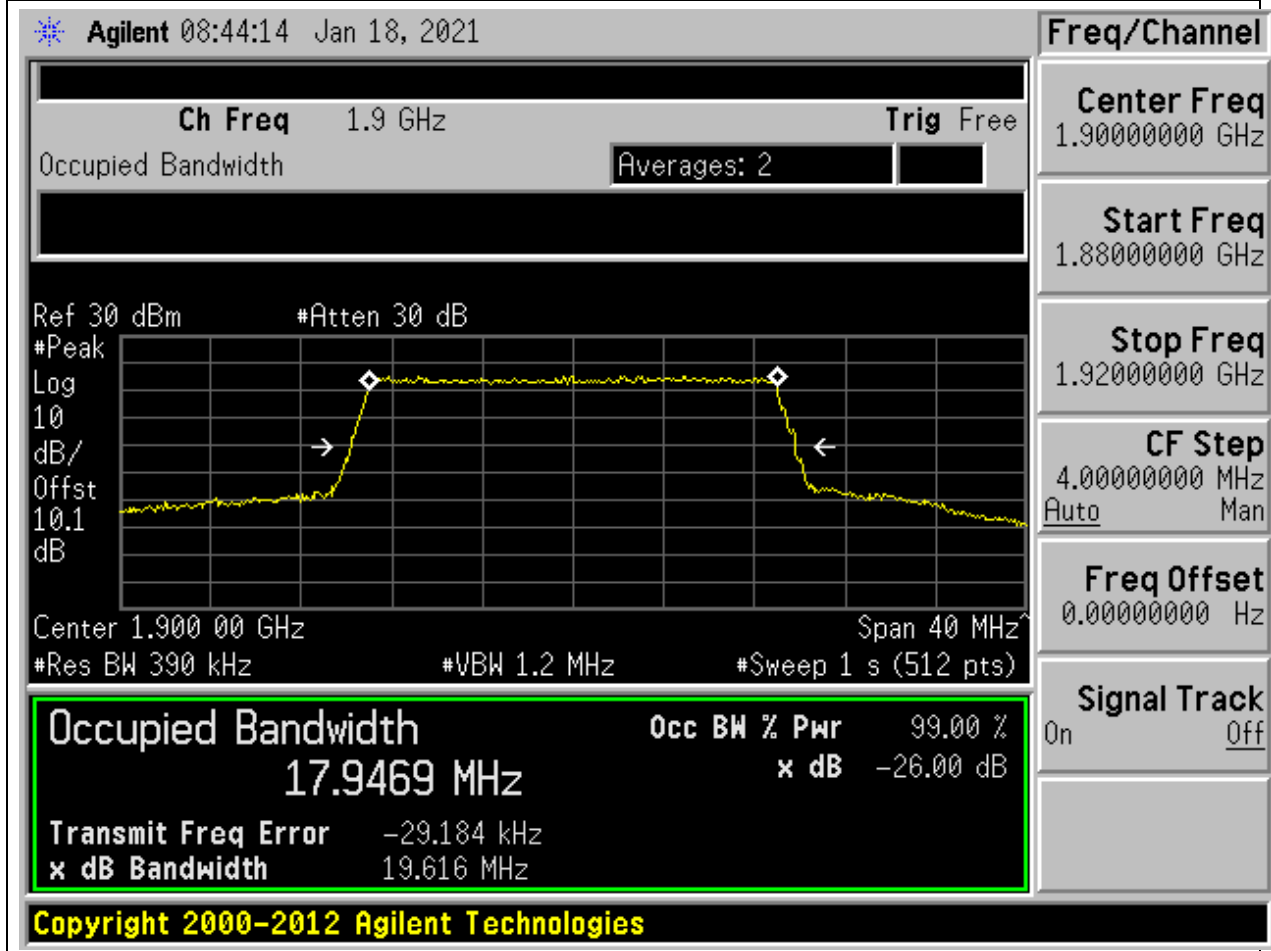 Agilent 08:44:14 Jan 18, 2021
Freq/Channel
Ch Freq 1.9 GHz Trig Free
Occupied Bandwidth Averages: 2
Ref 30 dBm #Atten 30 dB
#Peak
Log
10
dB/
Offst
10.1
dB
Center 1.900 00 GHz Span 40 MHz^
#Res BW 390 kHz #VBW 1.2 MHz #Sweep 1 s (512 pts)
Occupied Bandwidth Occ BW % Pwr 99.00 %
17.9469 MHz x dB -26.00 dB
Transmit Freq Error -29.184 kHz
x dB Bandwidth 19.616 MHz
Center Freq
1.90000000 GHz
Start Freq
1.88000000 GHz
Stop Freq
1.92000000 GHz
CF Step
4.00000000 MHz
Auto Man
Freq Offset
0.00000000 Hz
Signal Track
On Off
Copyright 2000-2012 Agilent Technologies